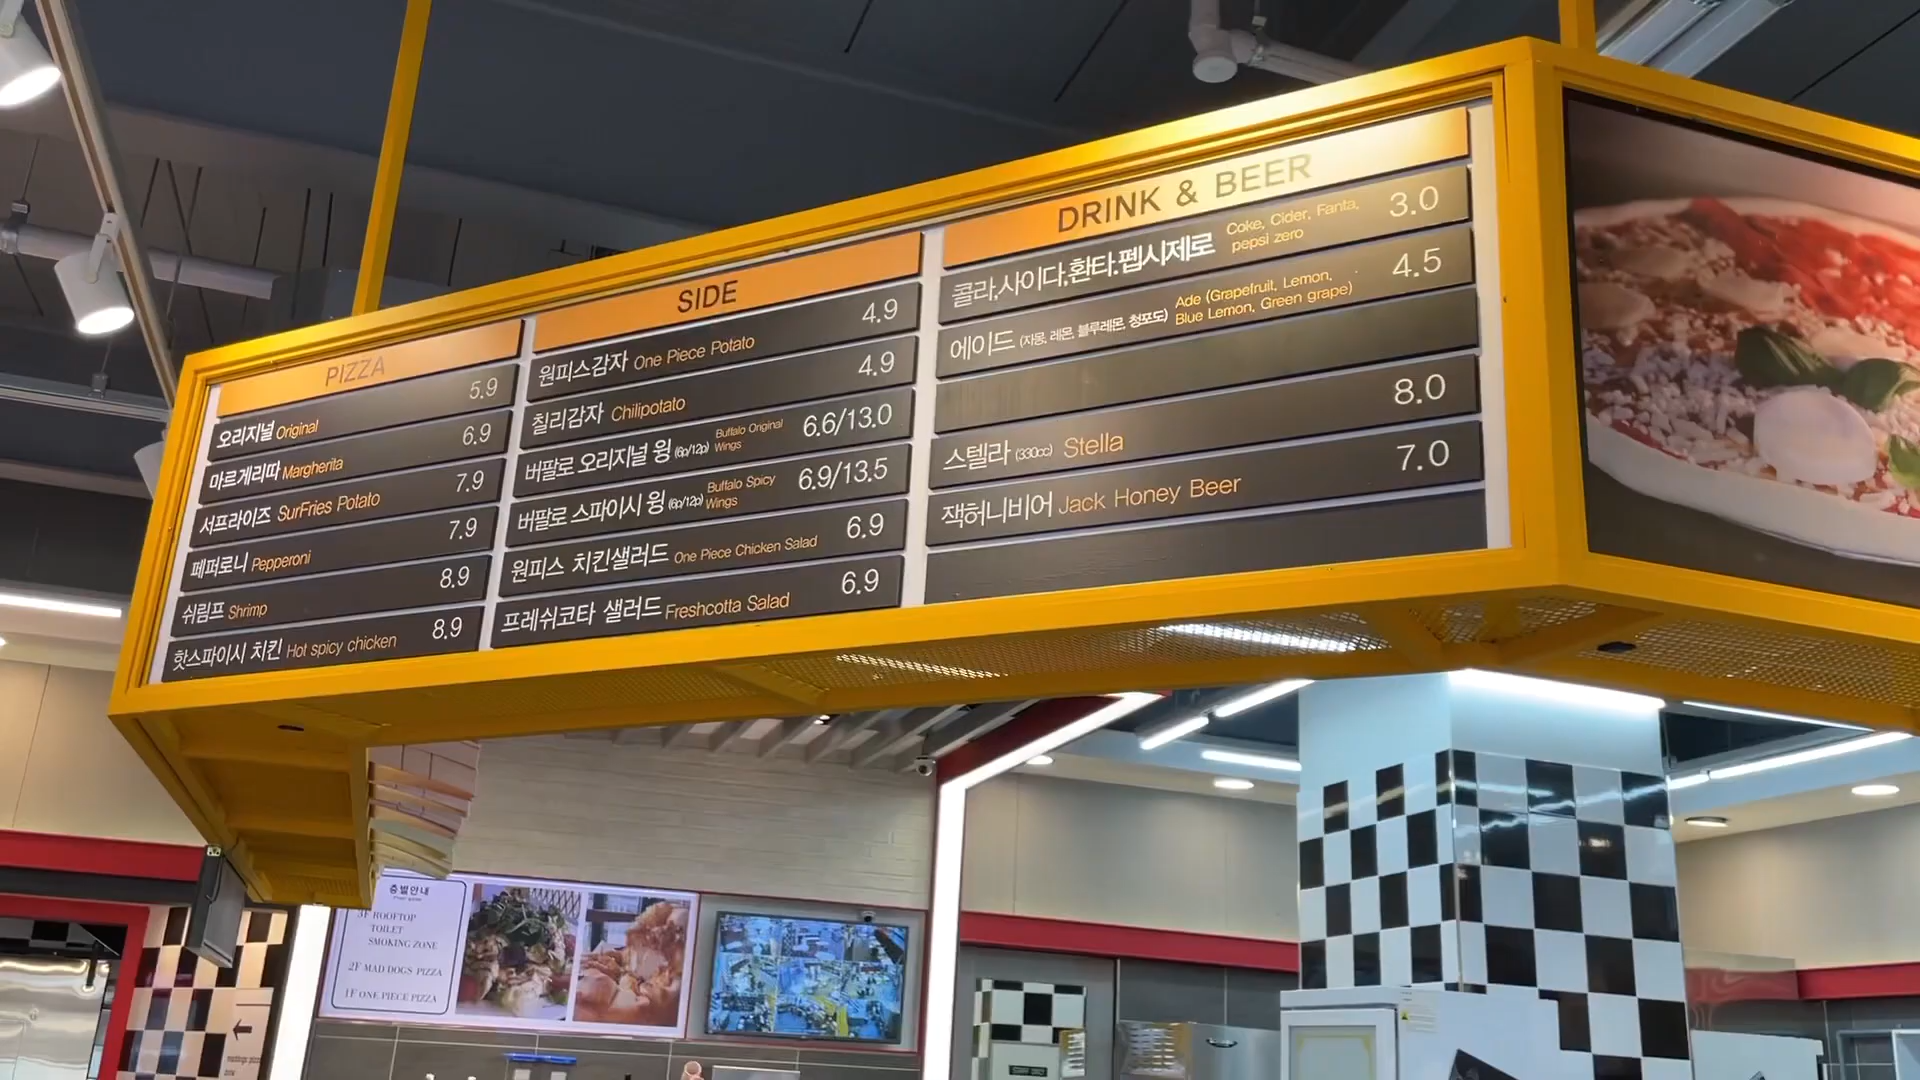 PIZZA
오리지널 Original 5.9
마르게리따 Margherita 6.9
서프라이즈 SurFries Potato 7.9
페퍼로니 Pepperoni 7.9
쉬림프 Shrimp 8.9
핫스파이시 치킨 Hot spicy chicken 8.9
SIDE
원피스감자 One Piece Potato 4.9
칠리감자 Chilipotato 4.9
버팔로 오리지널 윙 (6p/12p) Buffalo Original Wings 6.6/13.0
버팔로 스파이시 윙 (6p/12p) Buffalo Spicy Wings 6.9/13.5
원피스 치킨샐러드 One Piece Chicken Salad 6.9
프레쉬코타 샐러드 Freshcotta Salad 6.9
DRINK & BEER
콜라,사이다,환타.펩시제로 Coke, Cider, Fanta, pepsi zero 3.0
에이드 (자몽, 레몬, 블루레몬, 청포도) Ade (Grapefruit, Lemon, Blue Lemon, Green grape) 4.5
스텔라 (330cc) Stella 8.0
잭허니비어 Jack Honey Beer 7.0
층별안내
3F ROOFTOP
TOILET
SMOKING ZONE
2F MAD DOGS PIZZA
1F ONE PIECE PIZZA